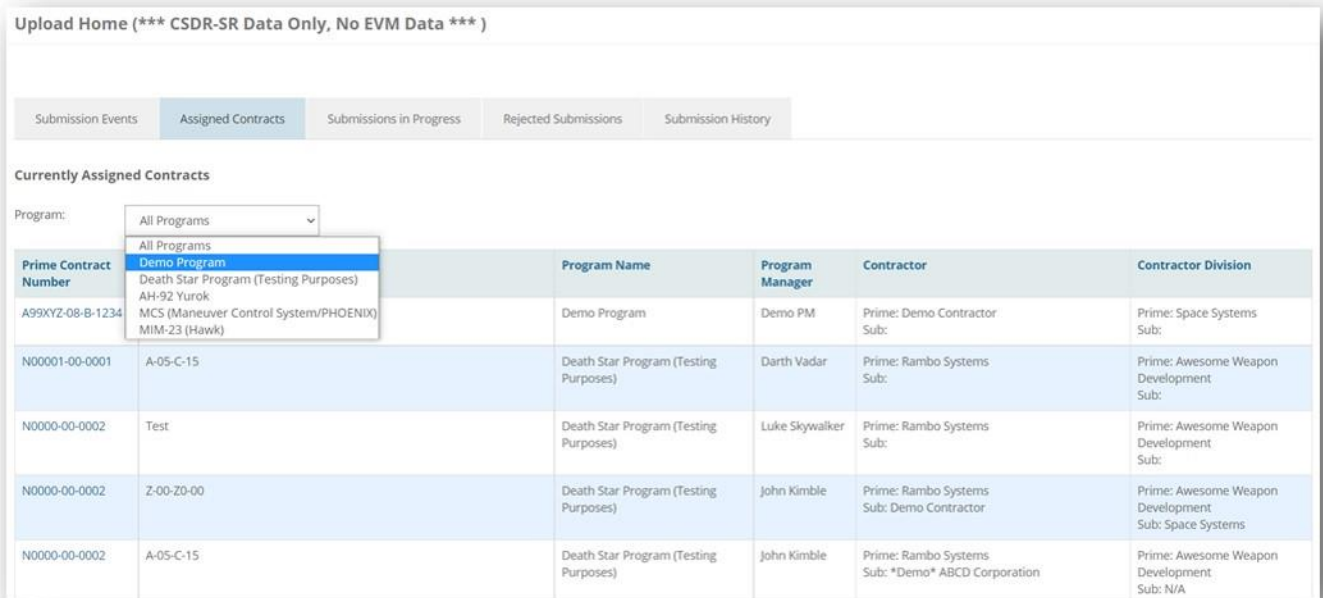 Upload Home (*** CSDR-SR Data Only, No EVM Data *** )
Submission Events Assigned Contracts Submissions in Progress Rejected Submissions Submission History
Currently Assigned Contracts
Program: All Programs
All Programs
Demo Program
Death Star Program (Testing Purposes)
AH-92 Yurok
MCS (Maneuver Control System/PHOENIX)
MIM-23 (Hawk)
Prime Contract Program Name Program Contractor Contractor Division
Number Manager
A99XYZ-08-B-1234 Demo Program Demo PM Prime: Demo Contractor Prime: Space Systems
Sub: Sub:
N00001-00-0001 A-05-C-15 Death Star Program (Testing Darth Vadar Prime: Rambo Systems Prime: Awesome Weapon
Purposes) Sub: Development
Sub:
N0000-00-0002 Test Death Star Program (Testing Luke Skywalker Prime: Rambo Systems Prime: Awesome Weapon
Purposes) Sub: Development
Sub:
N0000-00-0002 Z-00-Z0-00 Death Star Program (Testing John Kimble Prime: Rambo Systems Prime: Awesome Weapon
Purposes) Sub: Demo Contractor Development
Sub: Space Systems
N0000-00-0002 A-05-C-15 Death Star Program (Testing John Kimble Prime: Rambo Systems Prime: Awesome Weapon
Purposes) Sub: *Demo* ABCD Corporation Development
Sub: N/A